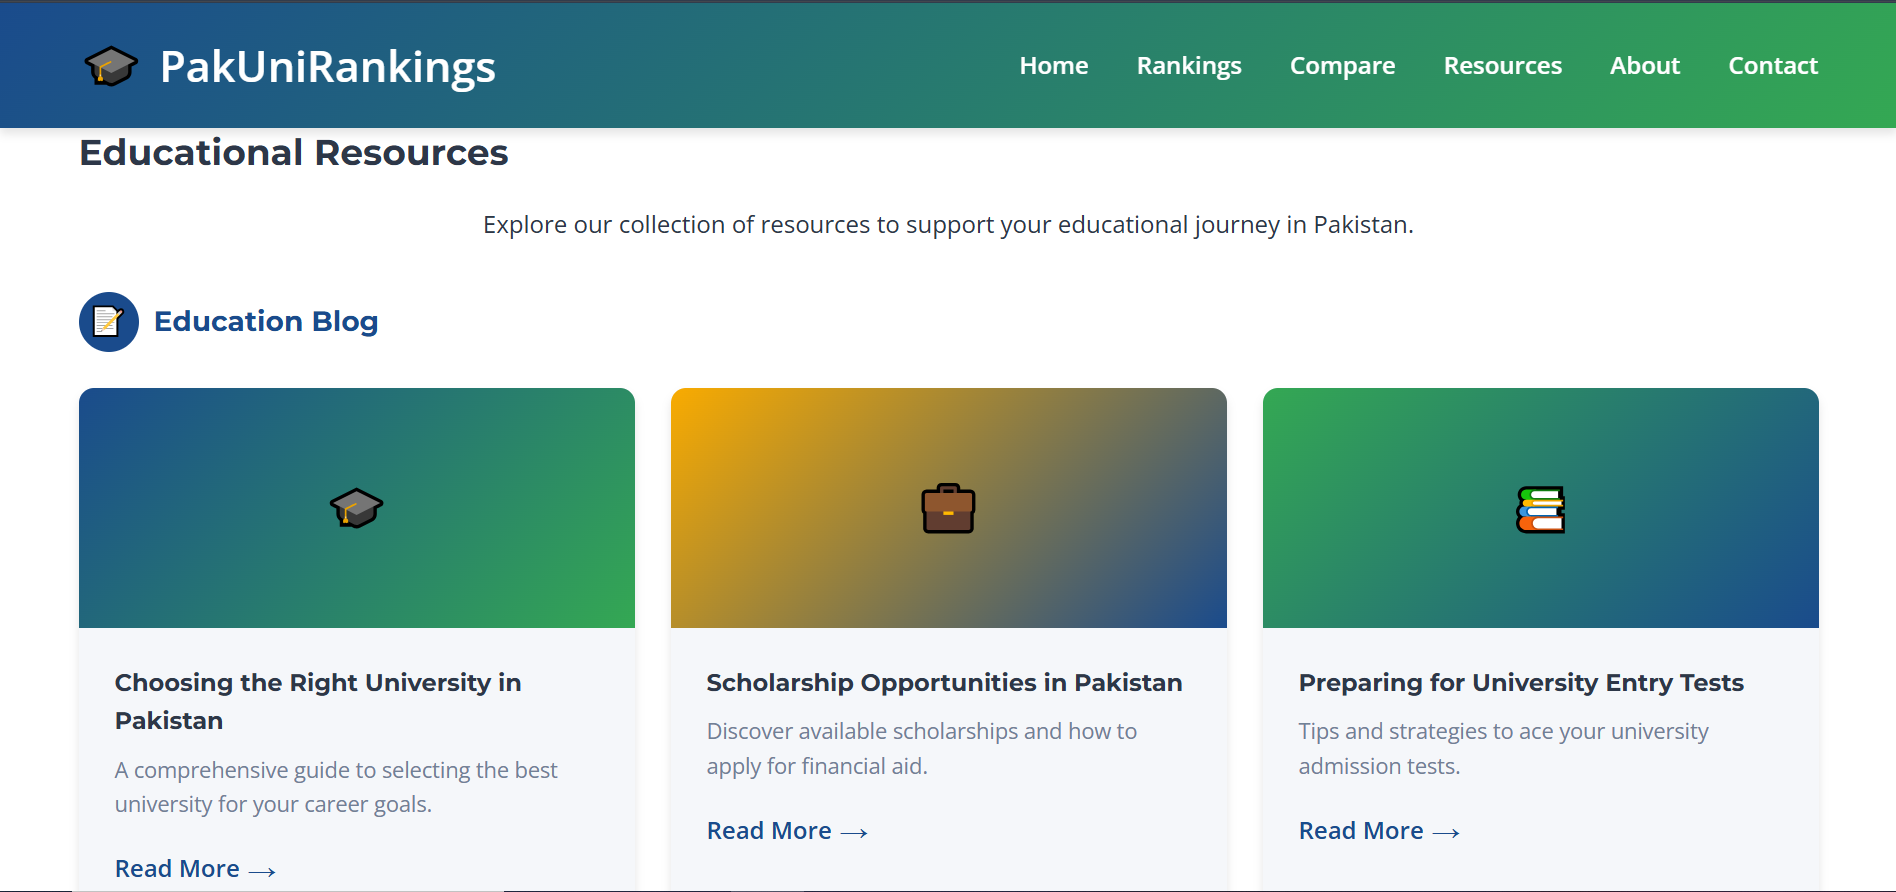 PakUniRankings
Home Rankings Compare Resources About Contact
Educational Resources
Explore our collection of resources to support your educational journey in Pakistan.
Education Blog
Choosing the Right University in
Pakistan
A comprehensive guide to selecting the best
university for your career goals.
Read More →
Scholarship Opportunities in Pakistan
Discover available scholarships and how to
apply for financial aid.
Read More →
Preparing for University Entry Tests
Tips and strategies to ace your university
admission tests.
Read More →